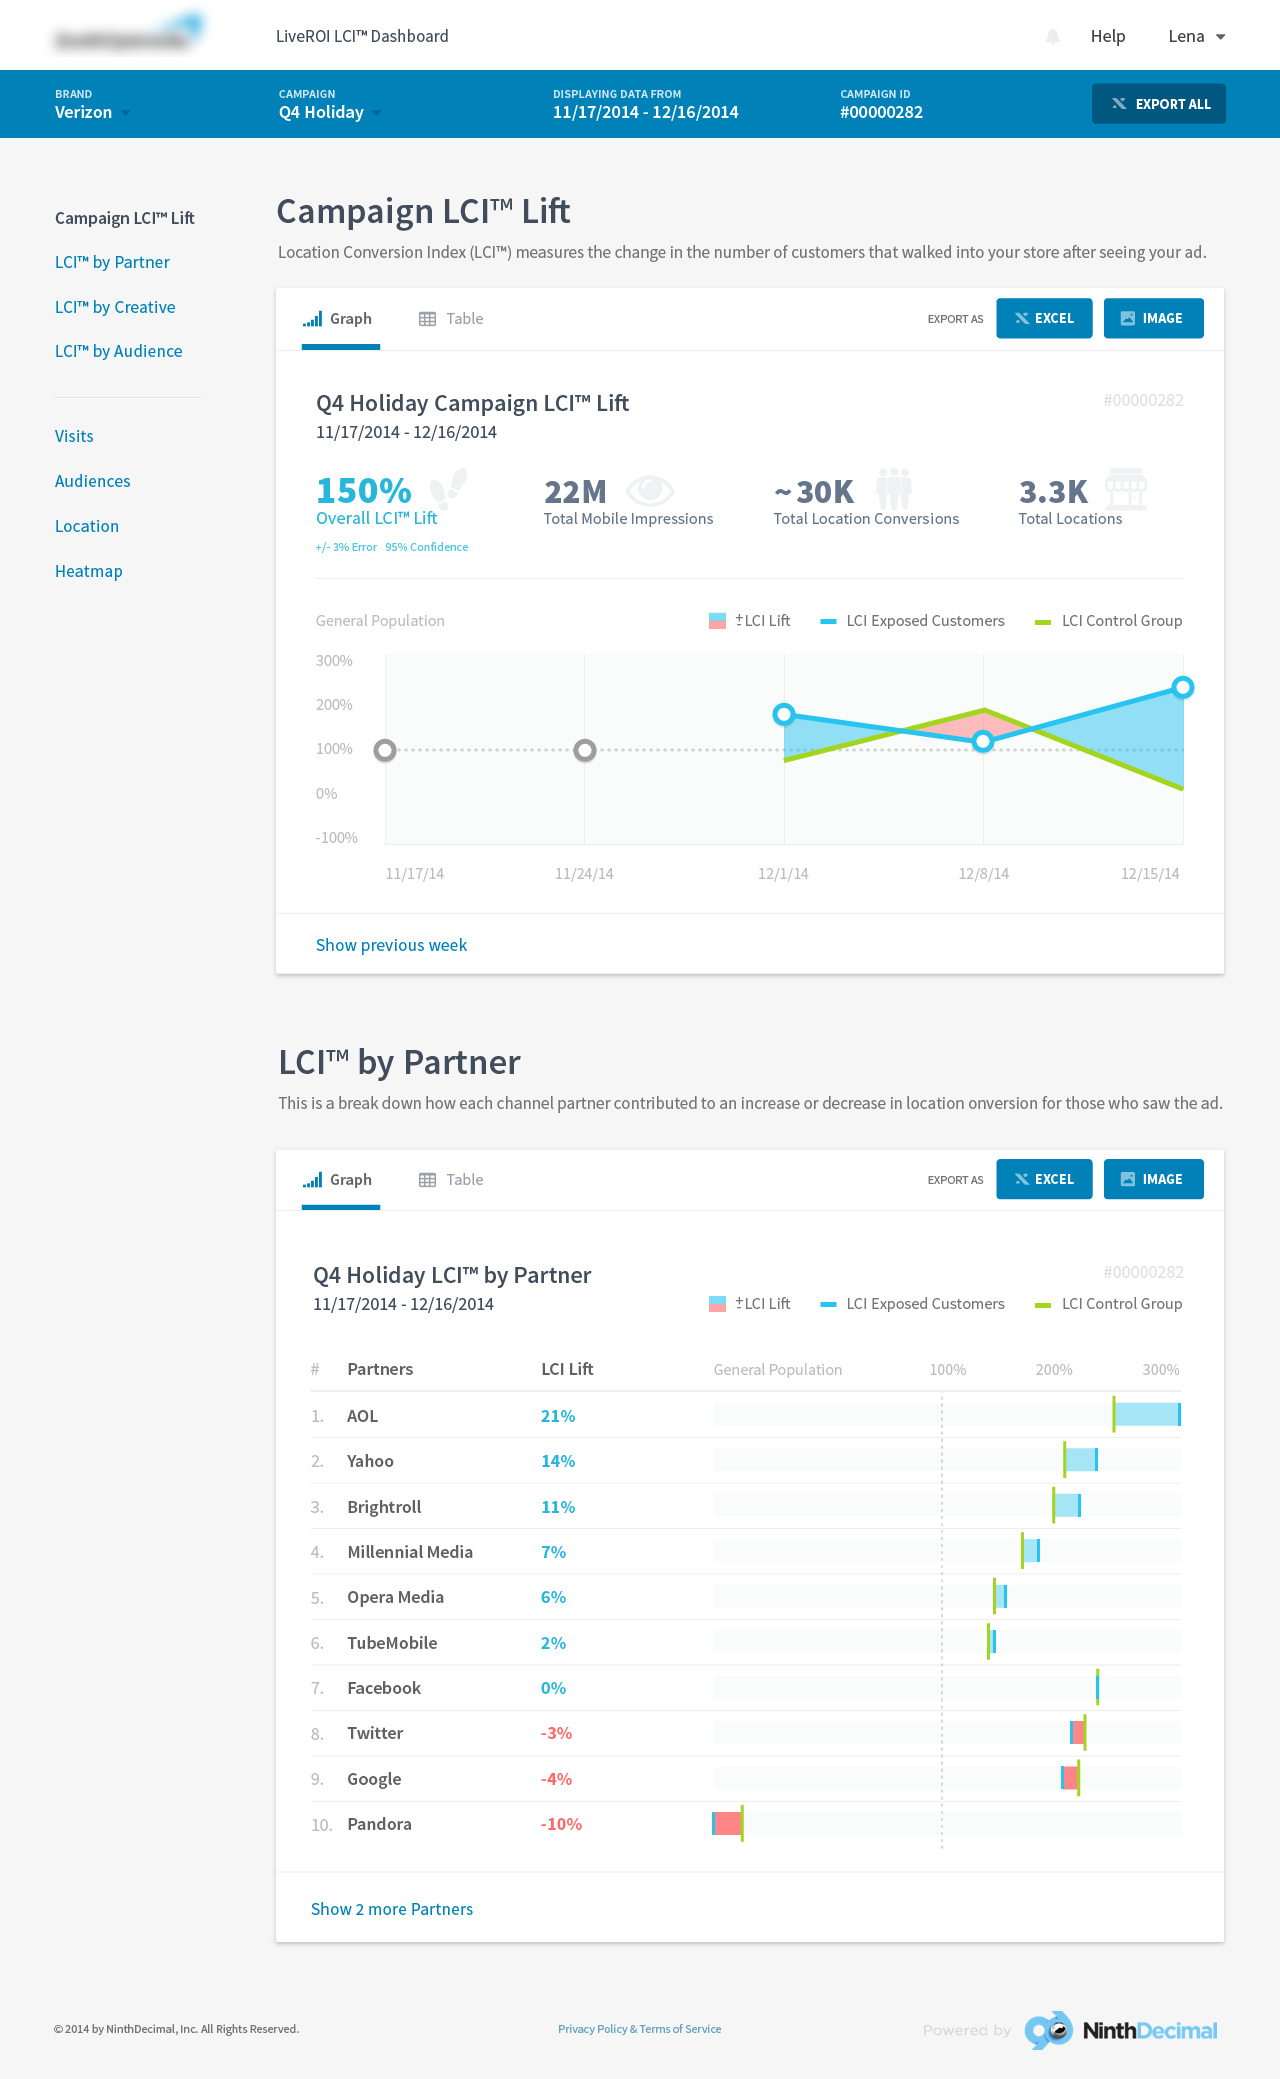 LiveROI LCI™ Dashboard
Help
Lena
BRAND
Verizon
CAMPAIGN
Q4 Holiday
DISPLAYING DATA FROM
11/17/2014 - 12/16/2014
CAMPAIGN ID
#00000282
EXPORT ALL
Campaign LCI™ Lift
LCI™ by Partner
LCI™ by Creative
LCI™ by Audience
Visits
Audiences
Location
Heatmap
Campaign LCI™ Lift
Location Conversion Index (LCI™) measures the change in the number of customers that walked into your store after seeing your ad.
Graph
Table
EXPORT AS
EXCEL
IMAGE
Q4 Holiday Campaign LCI™ Lift
#00000282
11/17/2014 - 12/16/2014
150%
Overall LCI™ Lift
+/- 3% Error 95% Confidence
22M
Total Mobile Impressions
~30K
Total Location Conversions
3.3K
Total Locations
General Population
± LCI Lift
LCI Exposed Customers
LCI Control Group
300%
200%
100%
0%
-100%
11/17/14
11/24/14
12/1/14
12/8/14
12/15/14
Show previous week
LCI™ by Partner
This is a break down how each channel partner contributed to an increase or decrease in location onversion for those who saw the ad.
Graph
Table
EXPORT AS
EXCEL
IMAGE
Q4 Holiday LCI™ by Partner
#00000282
11/17/2014 - 12/16/2014
± LCI Lift
LCI Exposed Customers
LCI Control Group
# Partners LCI Lift General Population 100% 200% 300%
1. AOL 21%
2. Yahoo 14%
3. Brightroll 11%
4. Millennial Media 7%
5. Opera Media 6%
6. TubeMobile 2%
7. Facebook 0%
8. Twitter -3%
9. Google -4%
10. Pandora -10%
Show 2 more Partners
© 2014 by NinthDecimal, Inc. All Rights Reserved.
Privacy Policy & Terms of Service
Powered by
NinthDecimal